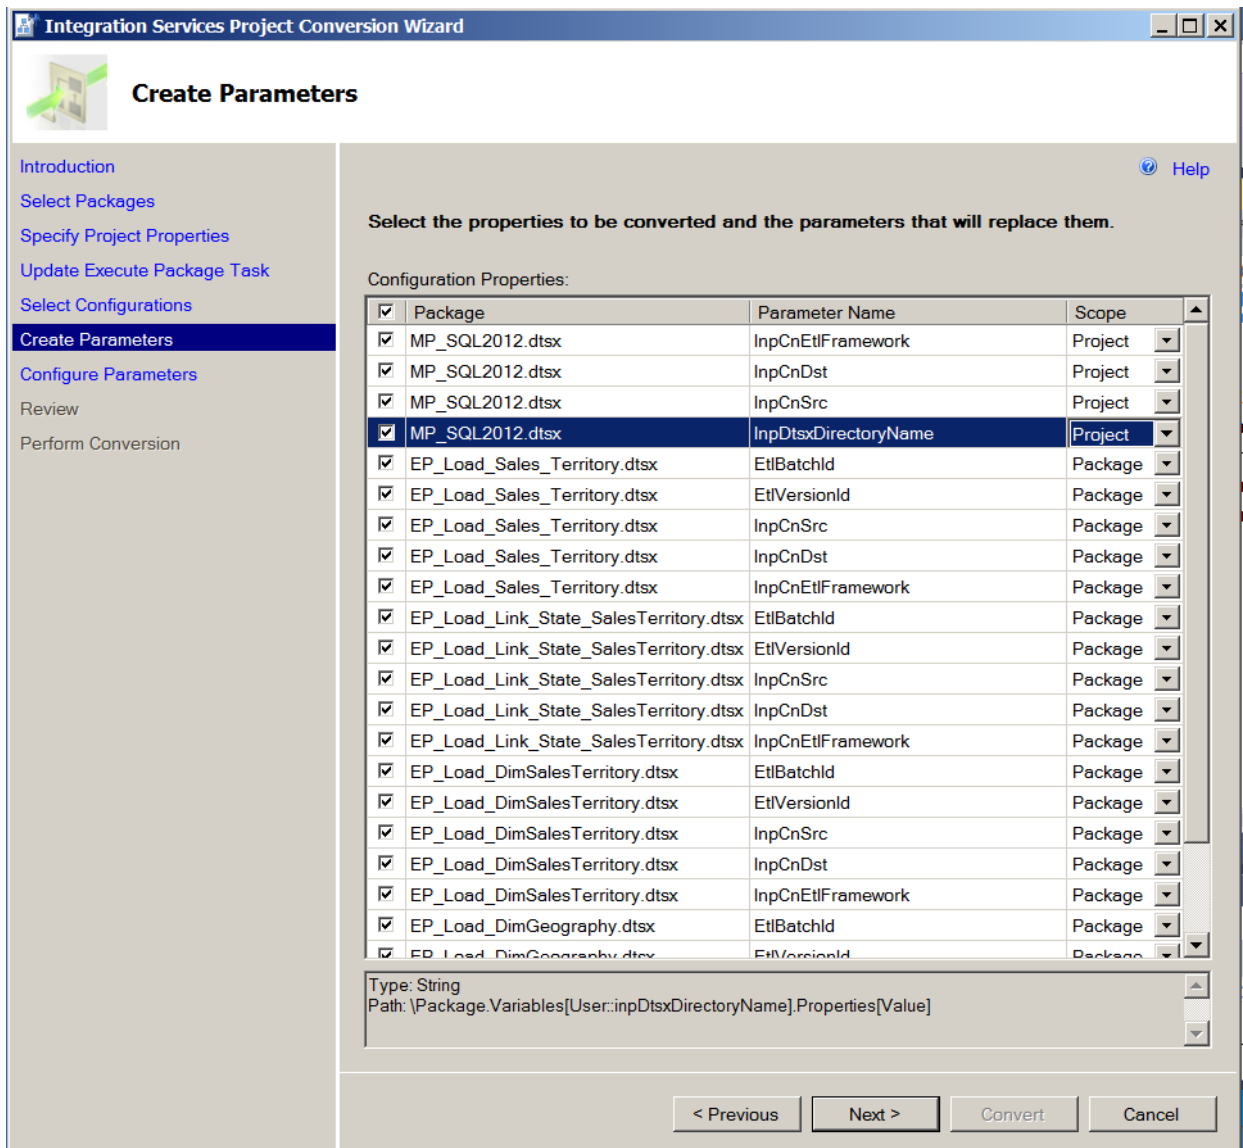 Integration Services Project Conversion Wizard
Create Parameters
Introduction
Select Packages
Specify Project Properties
Update Execute Package Task
Select Configurations
Create Parameters
Configure Parameters
Review
Perform Conversion
Help
Select the properties to be converted and the parameters that will replace them.
Configuration Properties:
Package Parameter Name Scope
MP_SQL2012.dtsx InpCnEtlFramework Project
MP_SQL2012.dtsx InpCnDst Project
MP_SQL2012.dtsx InpCnSrc Project
MP_SQL2012.dtsx InpDtsxDirectoryName Project
EP_Load_Sales_Territory.dtsx EtlBatchId Package
EP_Load_Sales_Territory.dtsx EtlVersionId Package
EP_Load_Sales_Territory.dtsx InpCnSrc Package
EP_Load_Sales_Territory.dtsx InpCnDst Package
EP_Load_Sales_Territory.dtsx InpCnEtlFramework Package
EP_Load_Link_State_SalesTerritory.dtsx EtlBatchId Package
EP_Load_Link_State_SalesTerritory.dtsx EtlVersionId Package
EP_Load_Link_State_SalesTerritory.dtsx InpCnSrc Package
EP_Load_Link_State_SalesTerritory.dtsx InpCnDst Package
EP_Load_Link_State_SalesTerritory.dtsx InpCnEtlFramework Package
EP_Load_DimSalesTerritory.dtsx EtlBatchId Package
EP_Load_DimSalesTerritory.dtsx EtlVersionId Package
EP_Load_DimSalesTerritory.dtsx InpCnSrc Package
EP_Load_DimSalesTerritory.dtsx InpCnDst Package
EP_Load_DimSalesTerritory.dtsx InpCnEtlFramework Package
EP_Load_DimGeography.dtsx EtlBatchId Package
EP_Load_DimGeography.dtsx EtlVersionId Package
Type: String
Path: \Package.Variables[User::inpDtsxDirectoryName].Properties[Value]
< Previous Next > Convert Cancel